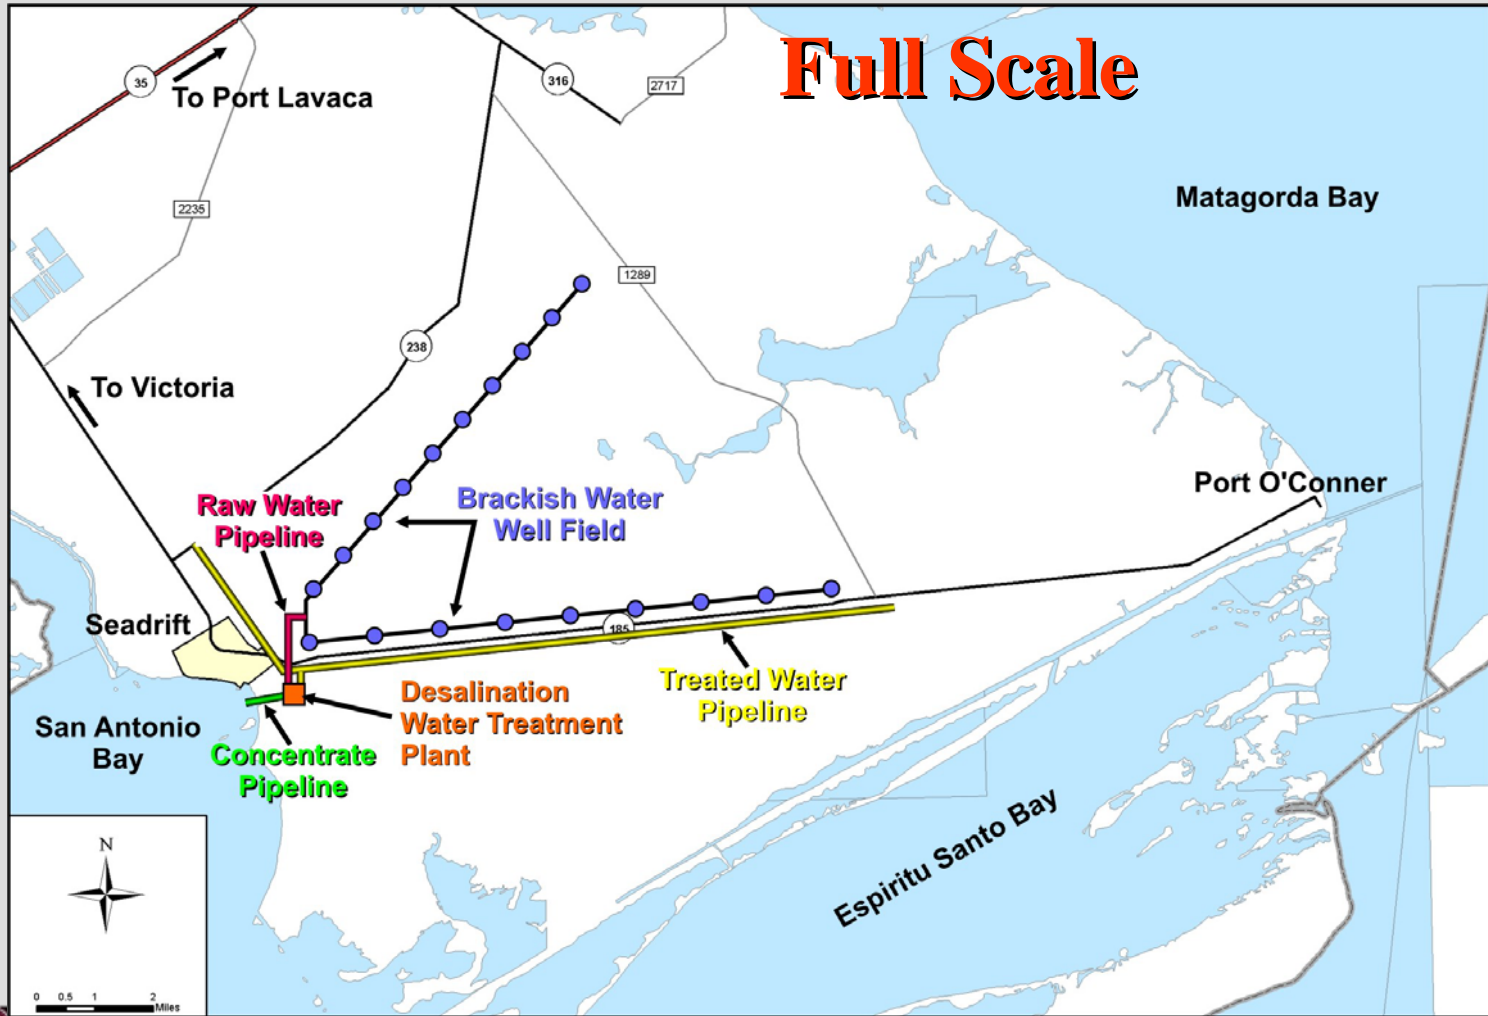 Full Scale
35
To Port Lavaca
316
2717
Matagorda Bay
2235
1289
238
To Victoria
Port O'Conner
Raw Water
Pipeline
Brackish Water
Well Field
Seadrift
185
Treated Water
Pipeline
Desalination
Water Treatment
Plant
San Antonio
Bay
Concentrate
Pipeline
Espiritu Santo Bay
N
0 0.5 1 2
Miles